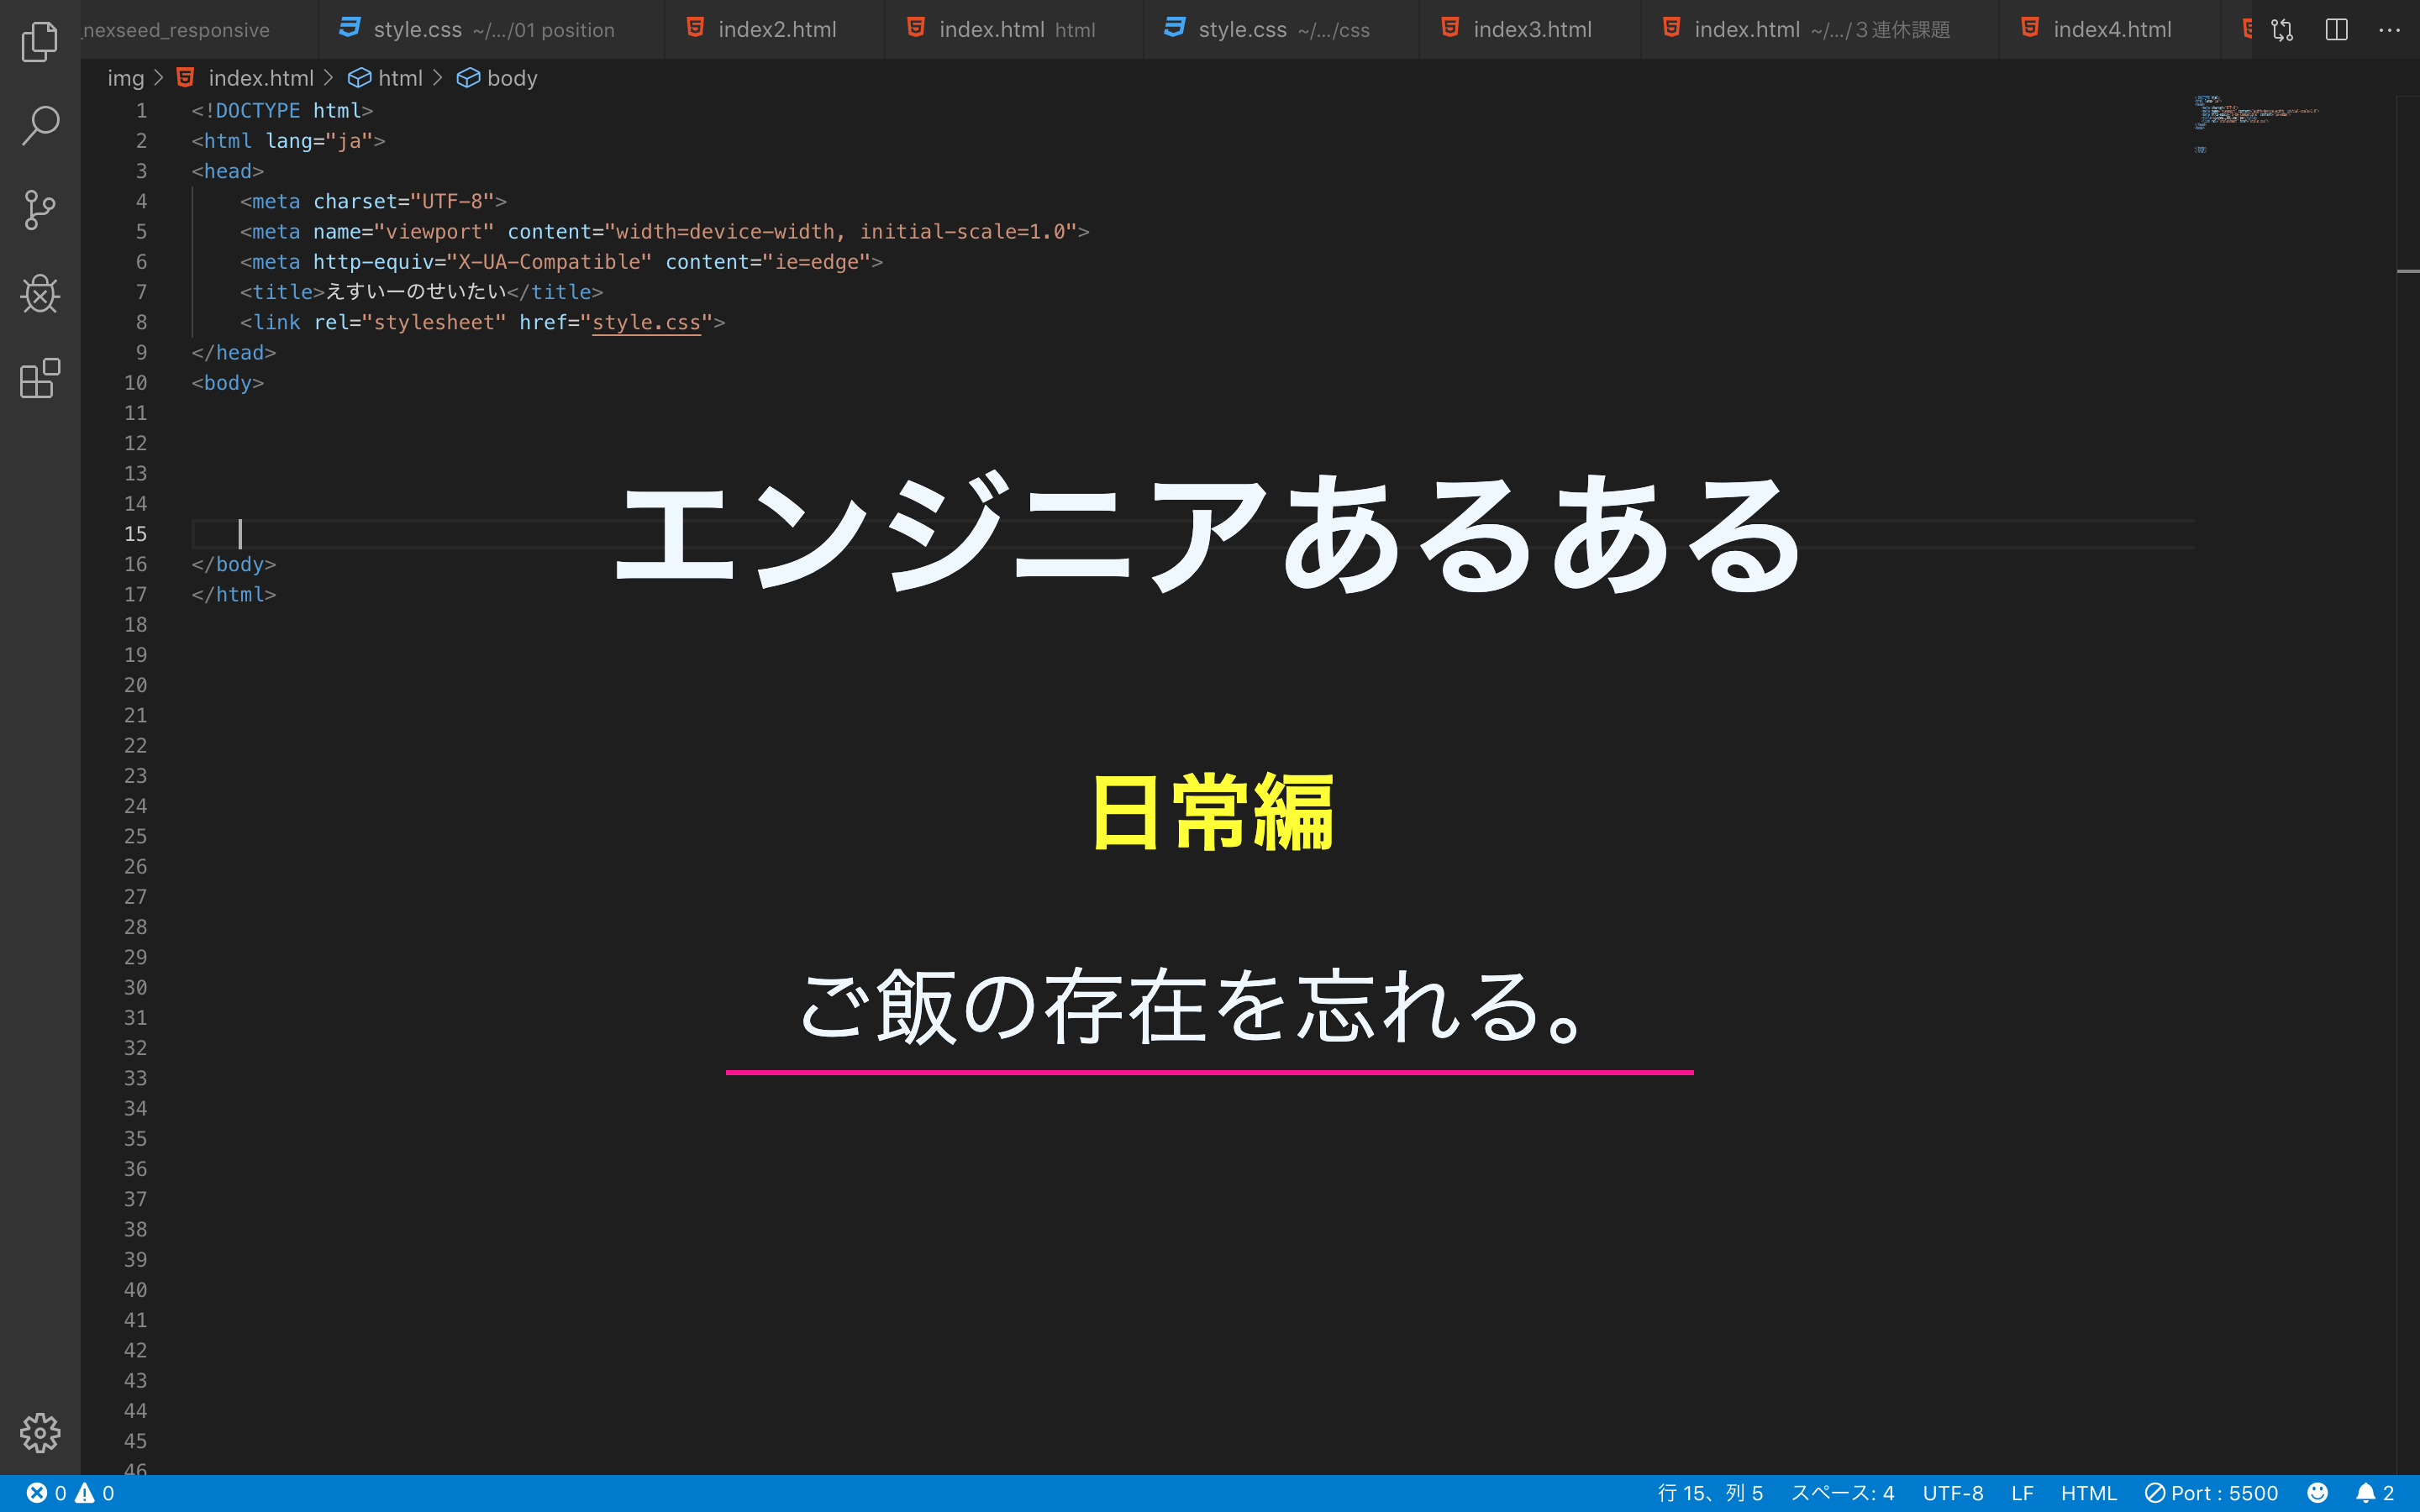 _nexseed_responsive style.css ~/.../01 position index2.html index.html html style.css ~/.../css index3.html index.html ~/.../３連休課題 index4.html
img > index.html > html > body
1 <!DOCTYPE html>
2 <html lang="ja">
3 <head>
4 <meta charset="UTF-8">
5 <meta name="viewport" content="width=device-width, initial-scale=1.0">
6 <meta http-equiv="X-UA-Compatible" content="ie=edge">
7 <title>えすいーのせいたい</title>
8 <link rel="stylesheet" href="style.css">
9 </head>
10 <body>
11
12
13
14
エンジニアあるある
15
16 </body>
17 </html>
18
19
20
21
22
23
日常編
24
25
26
27
28
29
30
ご飯の存在を忘れる。
31
32
33
34
35
36
37
38
39
40
41
42
43
44
45
46
0 0 行 15、列 5 スペース: 4 UTF-8 LF HTML Port : 5500 2